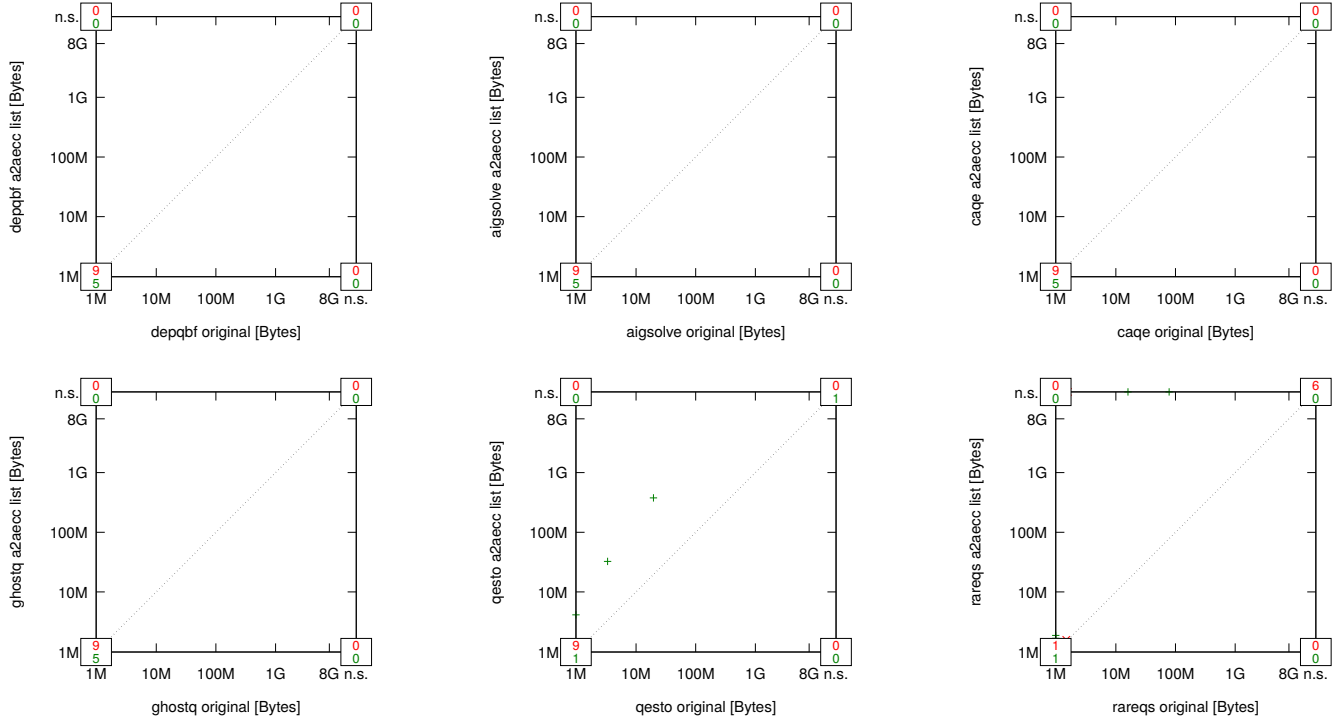 n.s. 0 0
0 0
8G
1G
100M
10M
1M 9 0
5 0
1M 10M 100M 1G 8G n.s.
depqbf a2aecc list [Bytes]
depqbf original [Bytes]
n.s. 0 0
0 0
8G
1G
100M
10M
1M 9 0
5 0
1M 10M 100M 1G 8G n.s.
aigsolve a2aecc list [Bytes]
aigsolve original [Bytes]
n.s. 0 0
0 0
8G
1G
100M
10M
1M 9 0
5 0
1M 10M 100M 1G 8G n.s.
caqe a2aecc list [Bytes]
caqe original [Bytes]
n.s. 0 0
0 0
8G
1G
100M
10M
1M 9 0
5 0
1M 10M 100M 1G 8G n.s.
ghostq a2aecc list [Bytes]
ghostq original [Bytes]
n.s. 0 0
0 1
8G
1G
100M
10M
1M 9 0
1 0
1M 10M 100M 1G 8G n.s.
qesto a2aecc list [Bytes]
qesto original [Bytes]
n.s. 0 6
0 0
8G
1G
100M
10M
1M 1 0
1 0
1M 10M 100M 1G 8G n.s.
rareqs a2aecc list [Bytes]
rareqs original [Bytes]